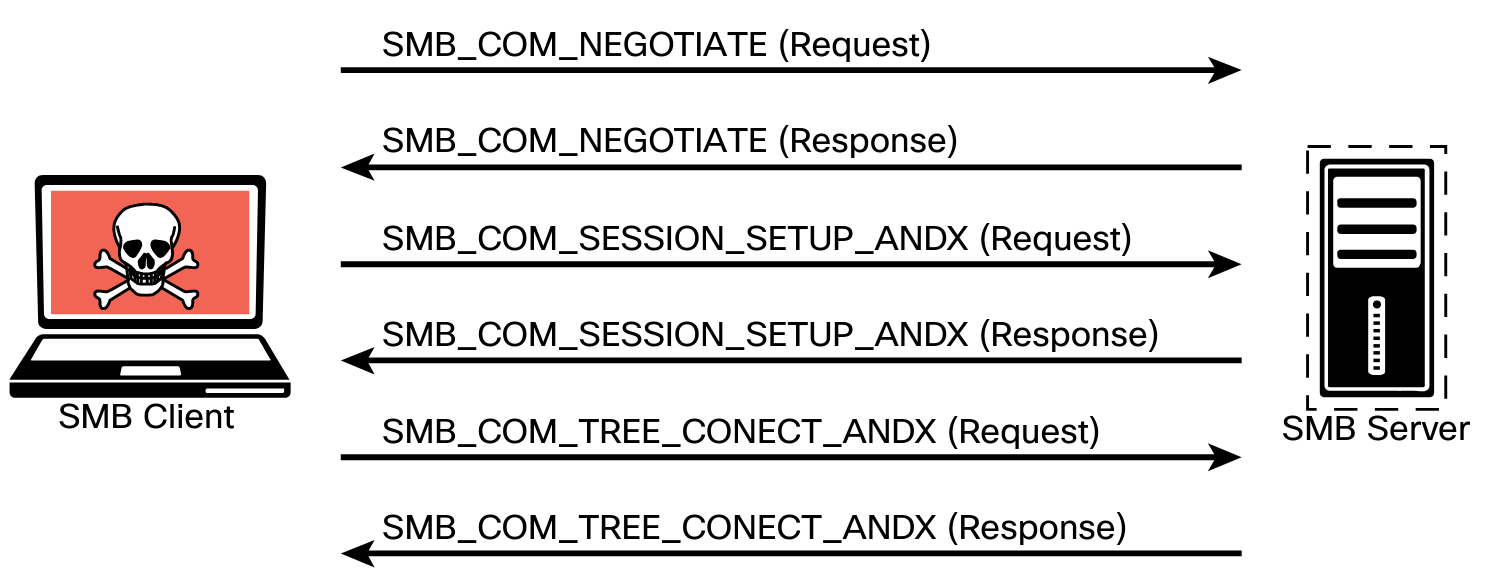 SMB_COM_NEGOTIATE (Request)
SMB_COM_NEGOTIATE (Response)
SMB_COM_SESSION_SETUP_ANDX (Request)
SMB_COM_SESSION_SETUP_ANDX (Response)
SMB Client
SMB_COM_TREE_CONECT_ANDX (Request)
SMB Server
SMB_COM_TREE_CONECT_ANDX (Response)